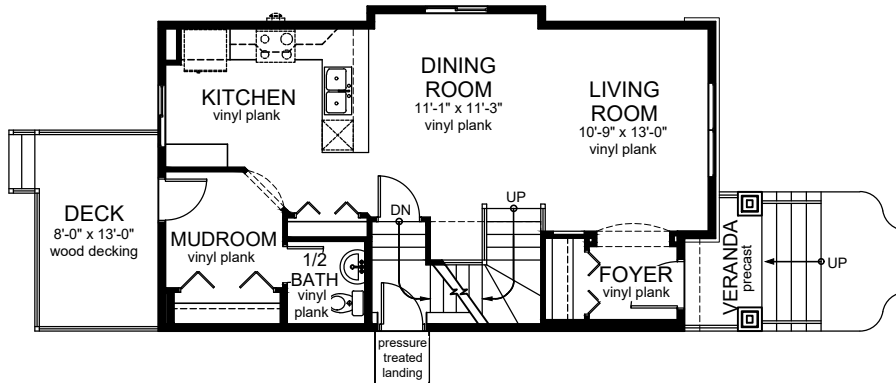 DINING
ROOM
11'-1" x 11'-3"
vinyl plank
KITCHEN
vinyl plank
LIVING
ROOM
10'-9" x 13'-0"
vinyl plank
DECK
8'-0" x 13'-0"
wood decking
MUDROOM
vinyl plank
1/2
BATH
vinyl
plank
DN
UP
FOYER
vinyl plank
VERANDA
precast
UP
pressure
treated
landing